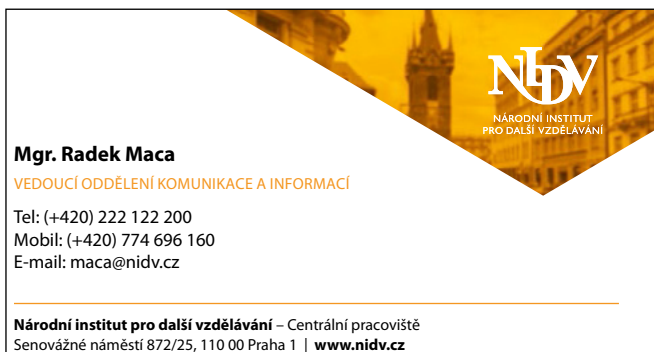 NIDV
NÁRODNÍ INSTITUT
PRO DALŠÍ VZDĚLÁVÁNÍ
Mgr. Radek Maca
VEDOUCÍ ODDĚLENÍ KOMUNIKACE A INFORMACÍ
Tel: (+420) 222 122 200
Mobil: (+420) 774 696 160
E-mail: maca@nidv.cz
Národní institut pro další vzdělávání – Centrální pracoviště
Senovážné náměstí 872/25, 110 00 Praha 1 | www.nidv.cz